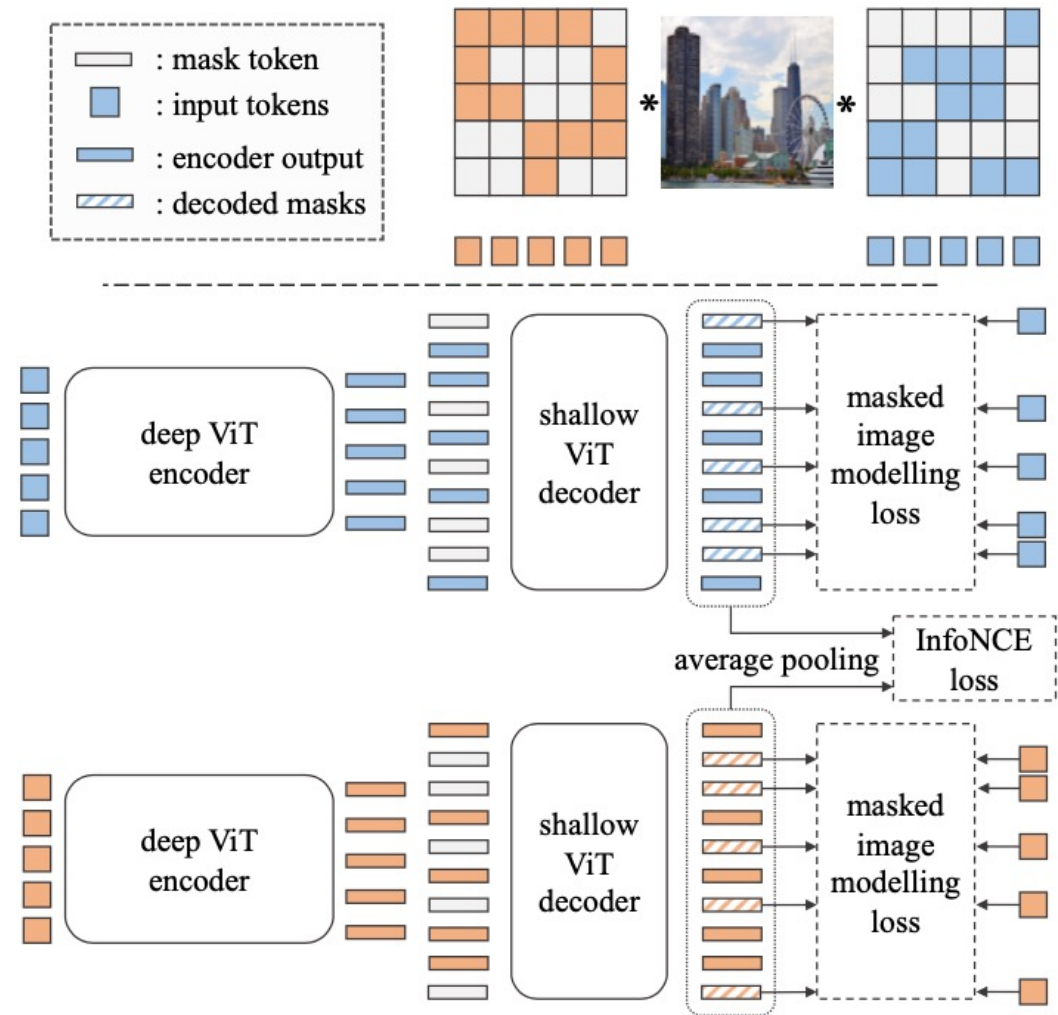 : mask token
: input tokens
: encoder output
: decoded masks
*
*
deep ViT
encoder
shallow
ViT
decoder
masked
image
modelling
loss
average pooling
InfoNCE
loss
deep ViT
encoder
shallow
ViT
decoder
masked
image
modelling
loss